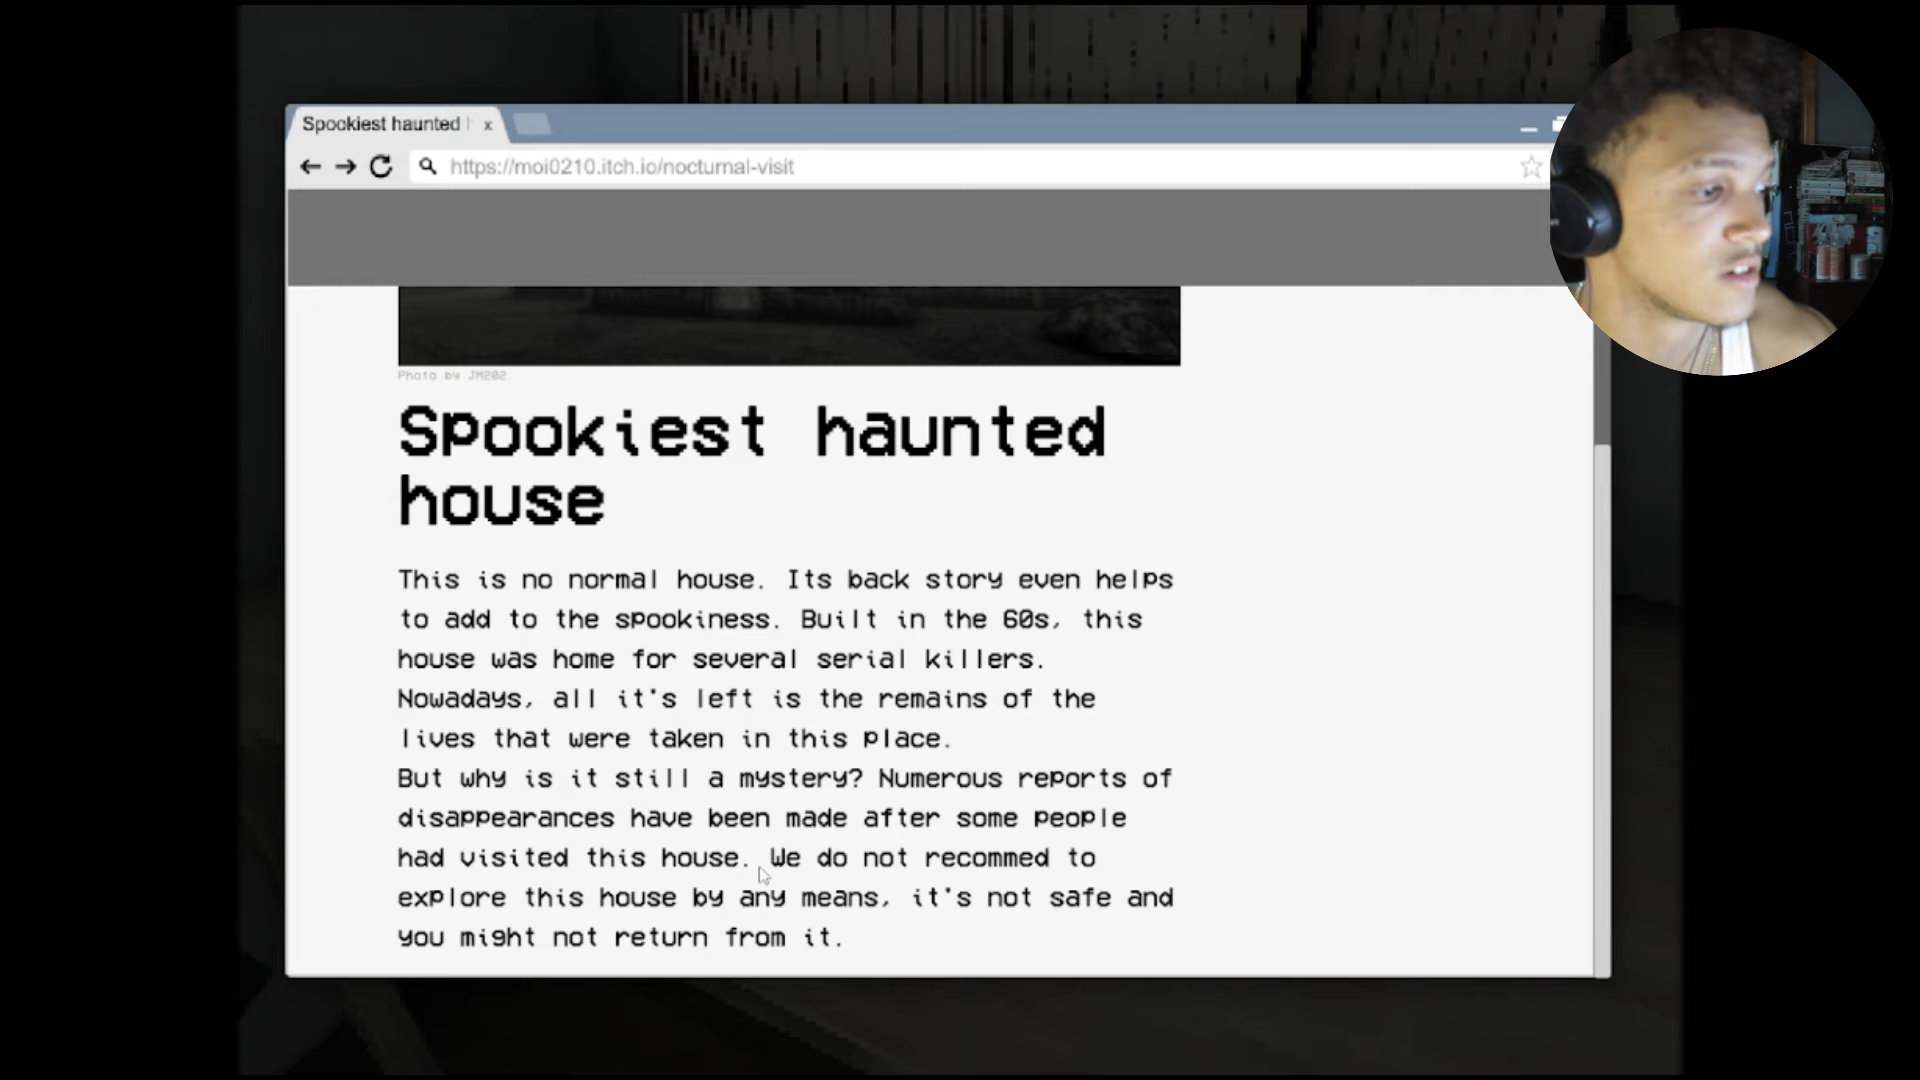 Spookiest haunted
x
https://moi0210.itch.io/nocturnal-visit
Photo by JM202.
Spookiest haunted
house
This is no normal house. Its back story even helps
to add to the spookiness. Built in the 60s, this
house was home for several serial killers.
Nowadays, all it's left is the remains of the
lives that were taken in this place.
But why is it still a mystery? Numerous reports of
disappearances have been made after some people
had visited this house. We do not recommed to
explore this house by any means, it's not safe and
you might not return from it.